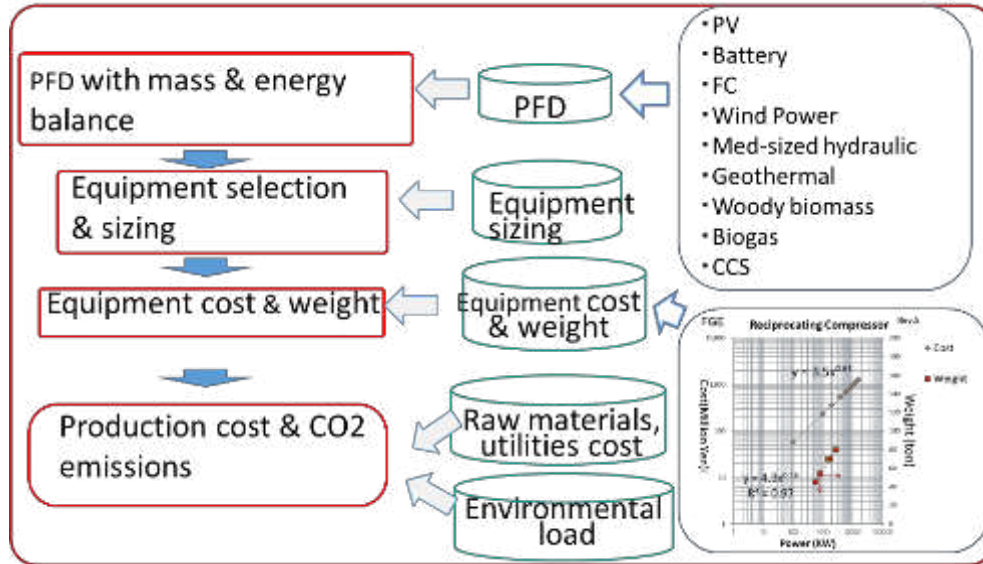 PFD with mass & energy
balance
PFD
・PV
・Battery
・FC
・Wind Power
・Med-sized hydraulic
・Geothermal
・Woody biomass
・Biogas
・CCS
Equipment selection
& sizing
Equipment
sizing
Equipment cost & weight
Equipment cost
& weight
Production cost & CO2
emissions
Raw materials,
utilities cost
Environmental
load
Reciprocating Compressor
Cost
Weight
Weight [ton]
Power (KW)